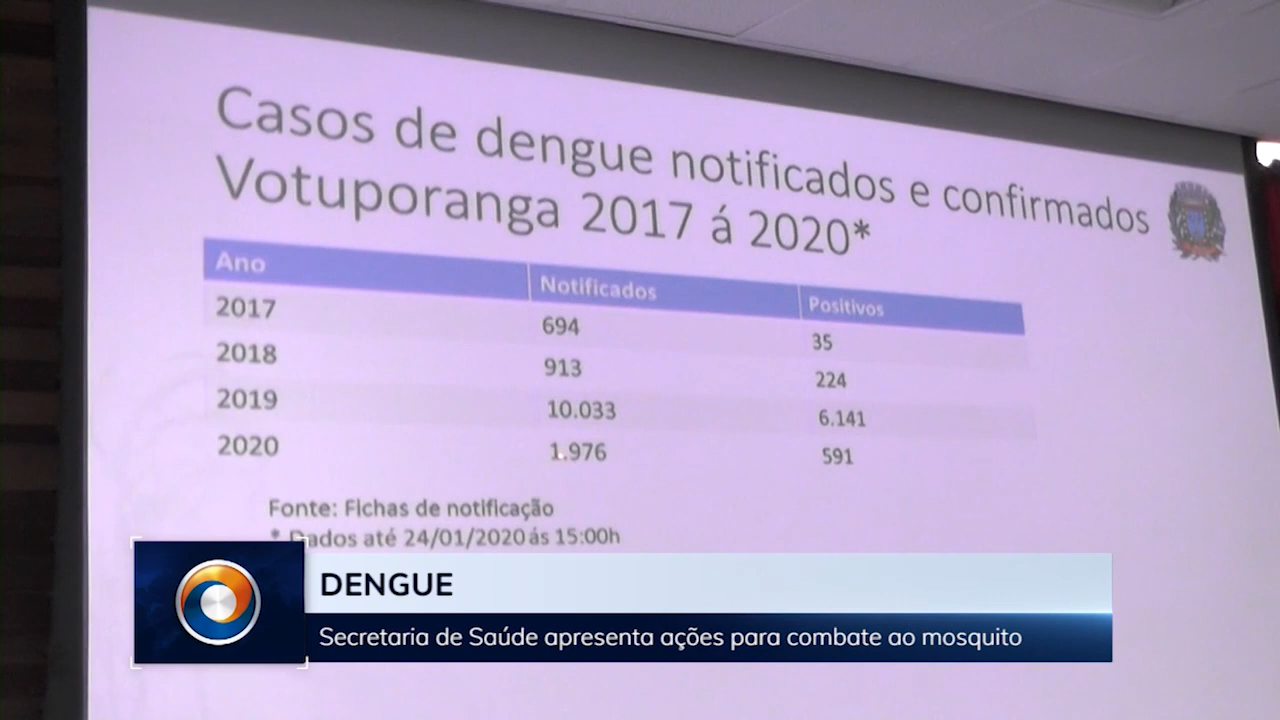 Casos de dengue notificados e confirmados
Votuporanga 2017 á 2020*
Ano Notificados Positivos
2017 694 35
2018 913 224
2019 10.033 6.141
2020 1.976 591
Fonte: Fichas de notificação
* Dados até 24/01/2020 ás 15:00h
DENGUE
Secretaria de Saúde apresenta ações para combate ao mosquito